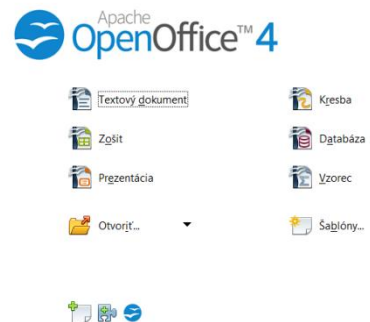 Apache
OpenOffice™ 4
Textový dokument
Kresba
Zošit
Databáza
Prezentácia
Vzorec
Otvoriť...
Šablóny...